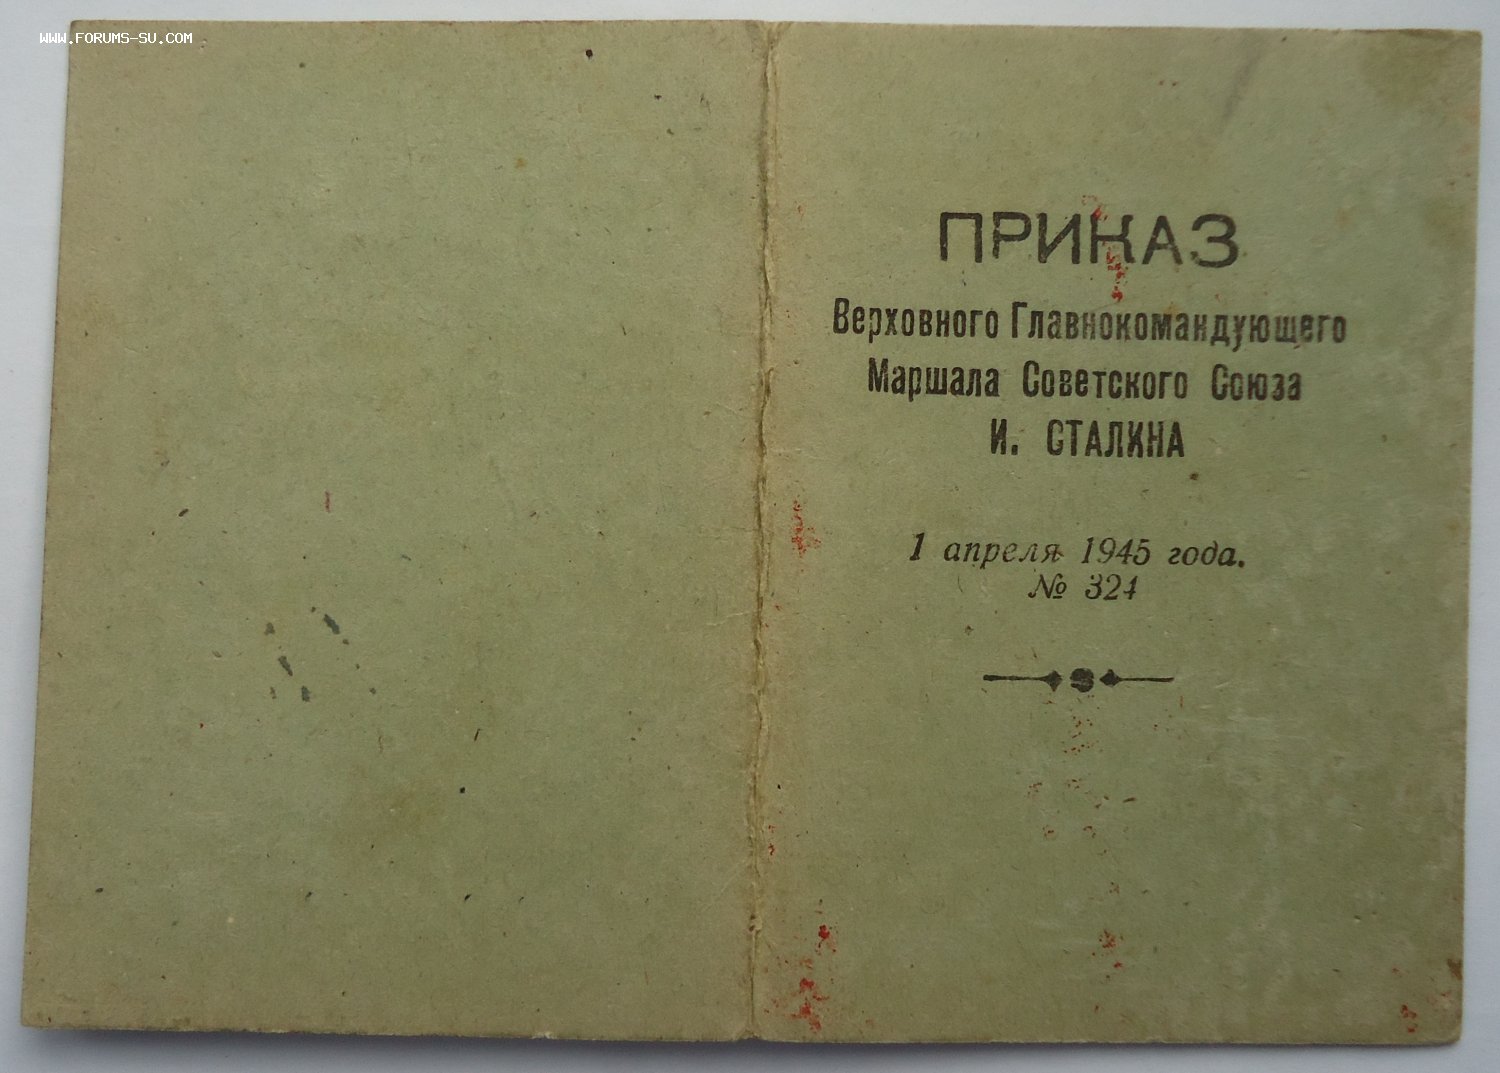 WWW.FORUMS-SU.COM
ПРИКАЗ
Верховного Главнокомандующего
Маршала Советского Союза
И. СТАЛИНА
1 апреля 1945 года.
№ 324